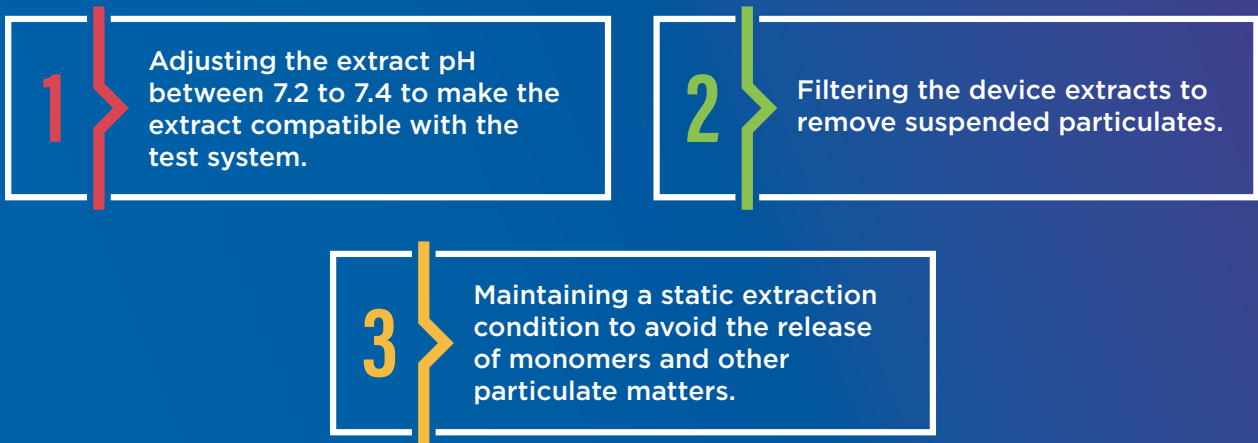 1
Adjusting the extract pH
between 7.2 to 7.4 to make the
extract compatible with the
test system.
2
Filtering the device extracts to
remove suspended particulates.
3
Maintaining a static extraction
condition to avoid the release
of monomers and other
particulate matters.